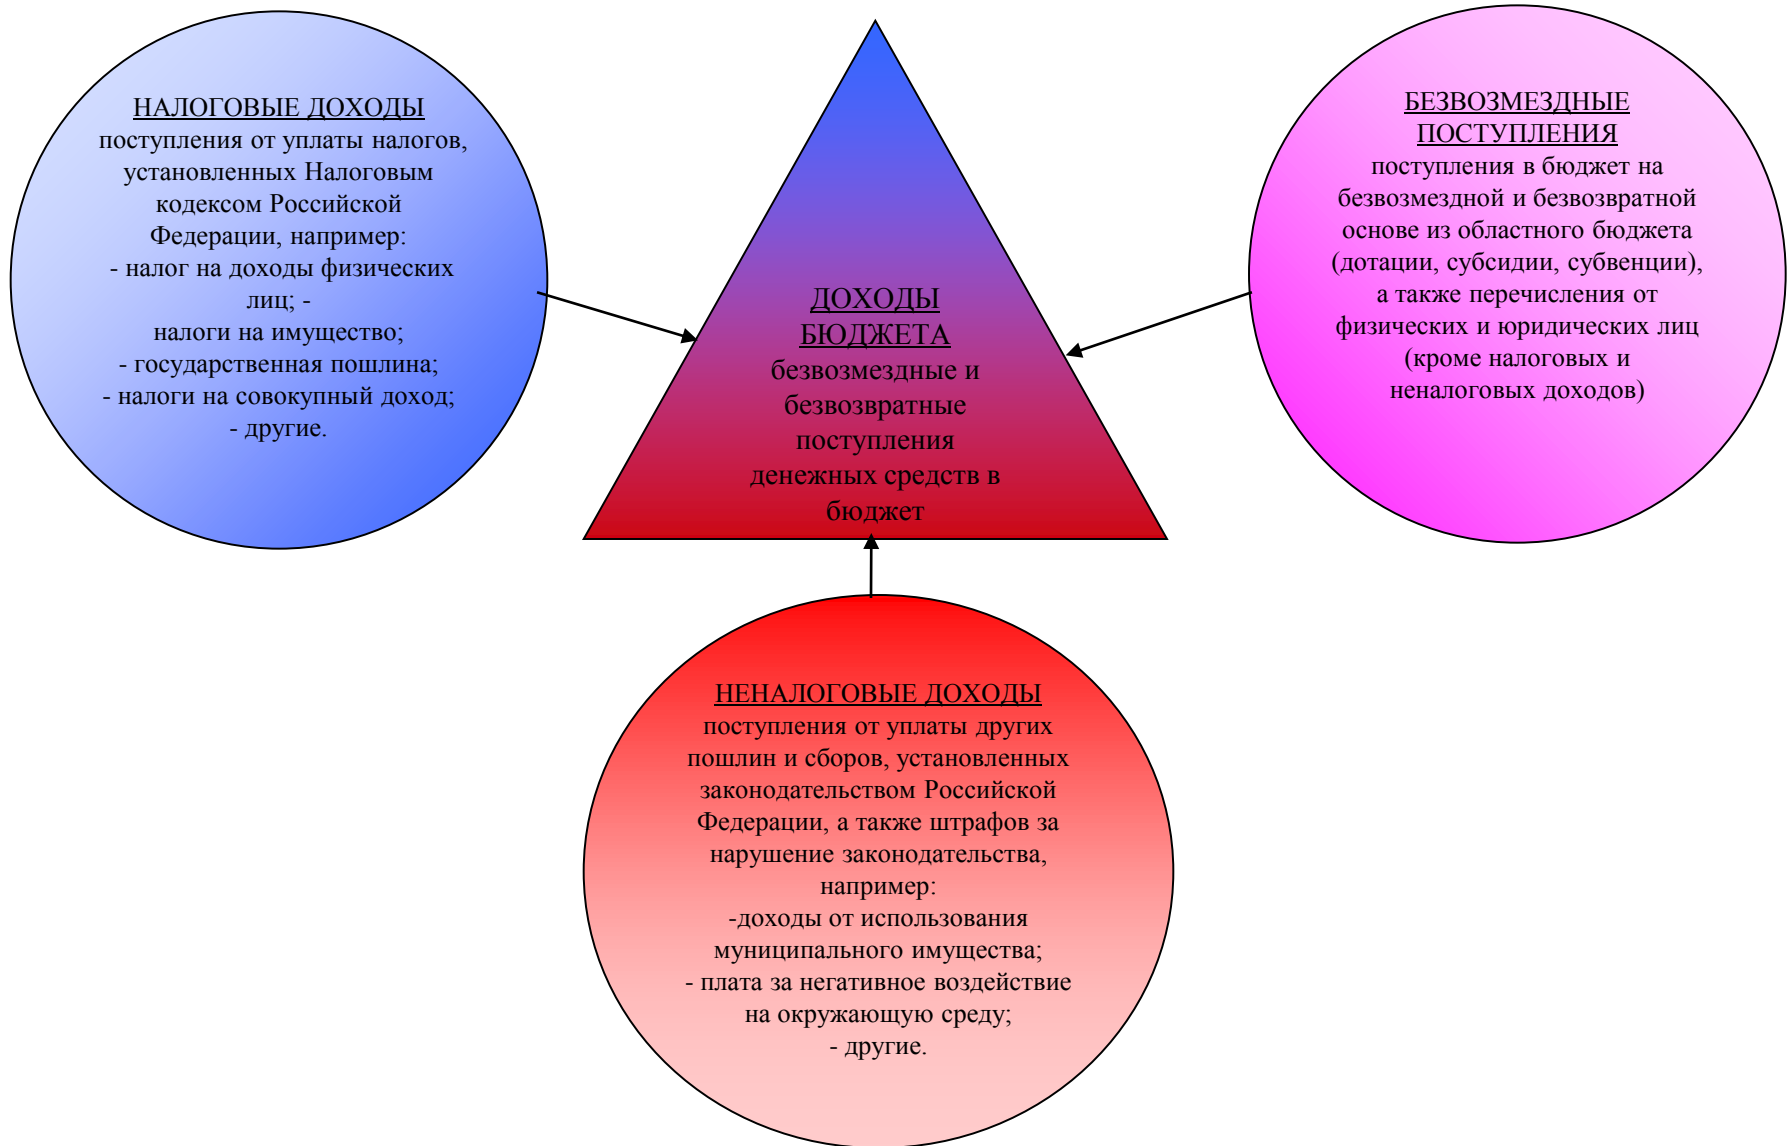 НАЛОГОВЫЕ ДОХОДЫ
поступления от уплаты налогов,
установленных Налоговым
кодексом Российской
Федерации, например:
- налог на доходы физических
лиц; -
налоги на имущество;
- государственная пошлина;
- налоги на совокупный доход;
- другие.
ДОХОДЫ
БЮДЖЕТА
безвозмездные и
безвозвратные
поступления
денежных средств в
бюджет
БЕЗВОЗМЕЗДНЫЕ
ПОСТУПЛЕНИЯ
поступления в бюджет на
безвозмездной и безвозвратной
основе из областного бюджета
(дотации, субсидии, субвенции),
а также перечисления от
физических и юридических лиц
(кроме налоговых и
неналоговых доходов)
НЕНАЛОГОВЫЕ ДОХОДЫ
поступления от уплаты других
пошлин и сборов, установленных
законодательством Российской
Федерации, а также штрафов за
нарушение законодательства,
например:
-доходы от использования
муниципального имущества;
- плата за негативное воздействие
на окружающую среду;
- другие.